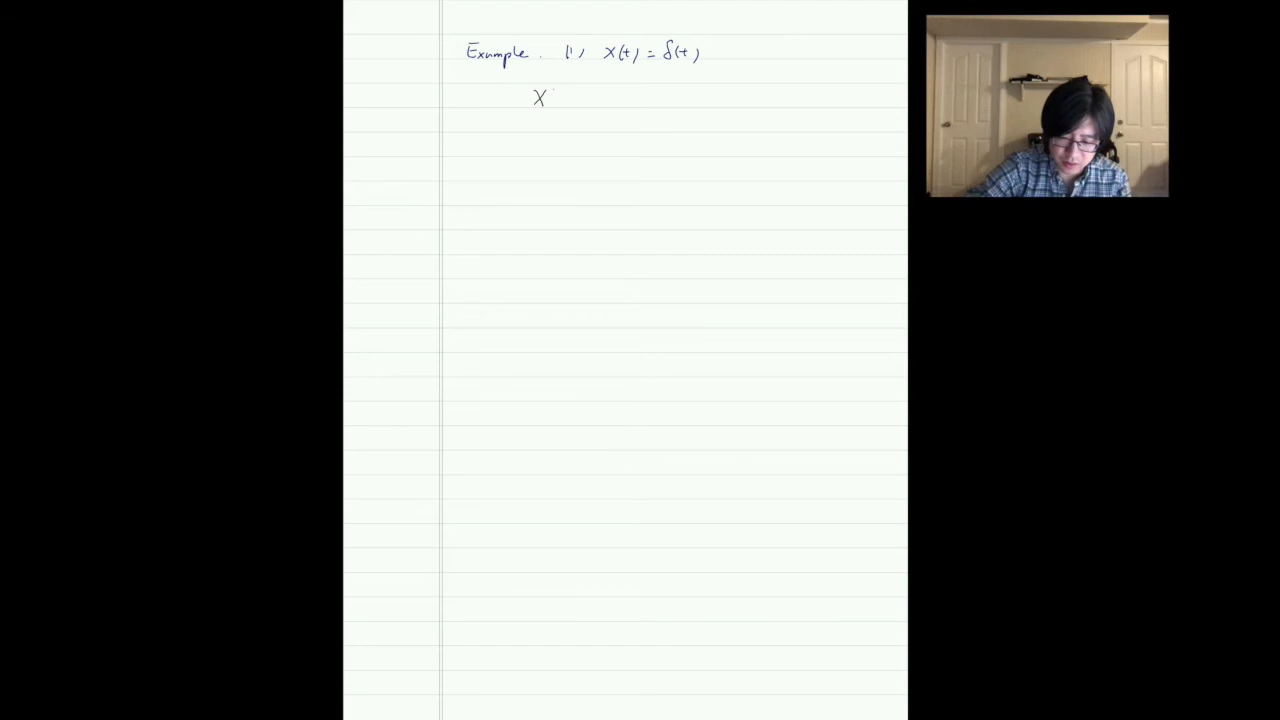 Example. (1) x(t) = δ(t)
X